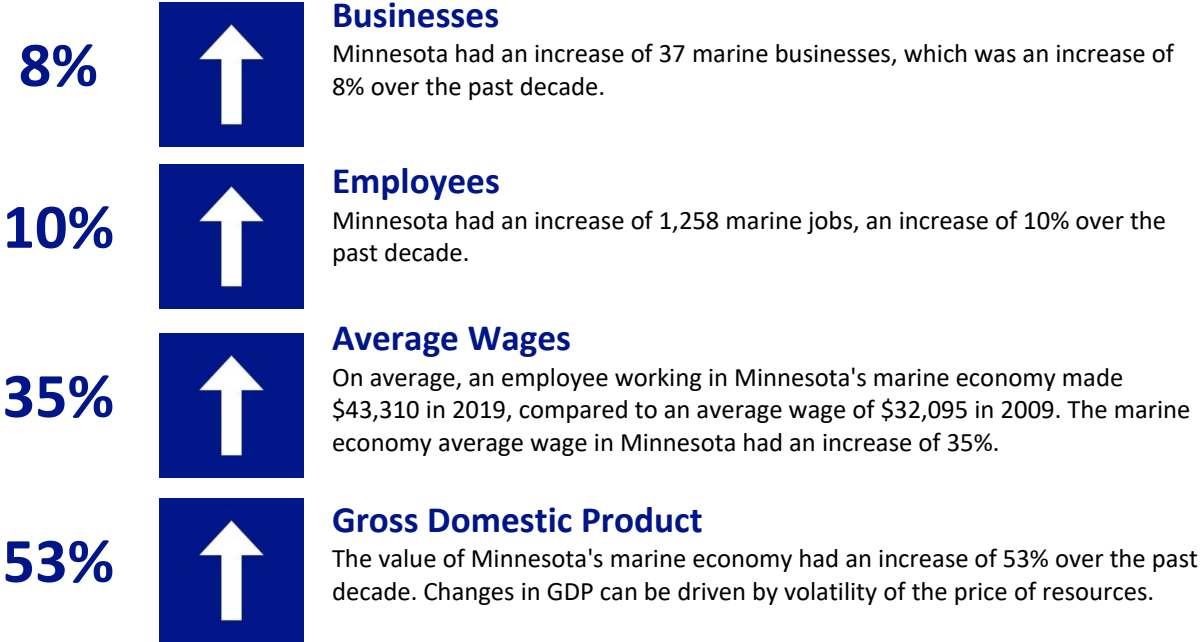 8%
Businesses
Minnesota had an increase of 37 marine businesses, which was an increase of
8% over the past decade.
10%
Employees
Minnesota had an increase of 1,258 marine jobs, an increase of 10% over the
past decade.
35%
Average Wages
On average, an employee working in Minnesota's marine economy made
$43,310 in 2019, compared to an average wage of $32,095 in 2009. The marine
economy average wage in Minnesota had an increase of 35%.
53%
Gross Domestic Product
The value of Minnesota's marine economy had an increase of 53% over the past
decade. Changes in GDP can be driven by volatility of the price of resources.